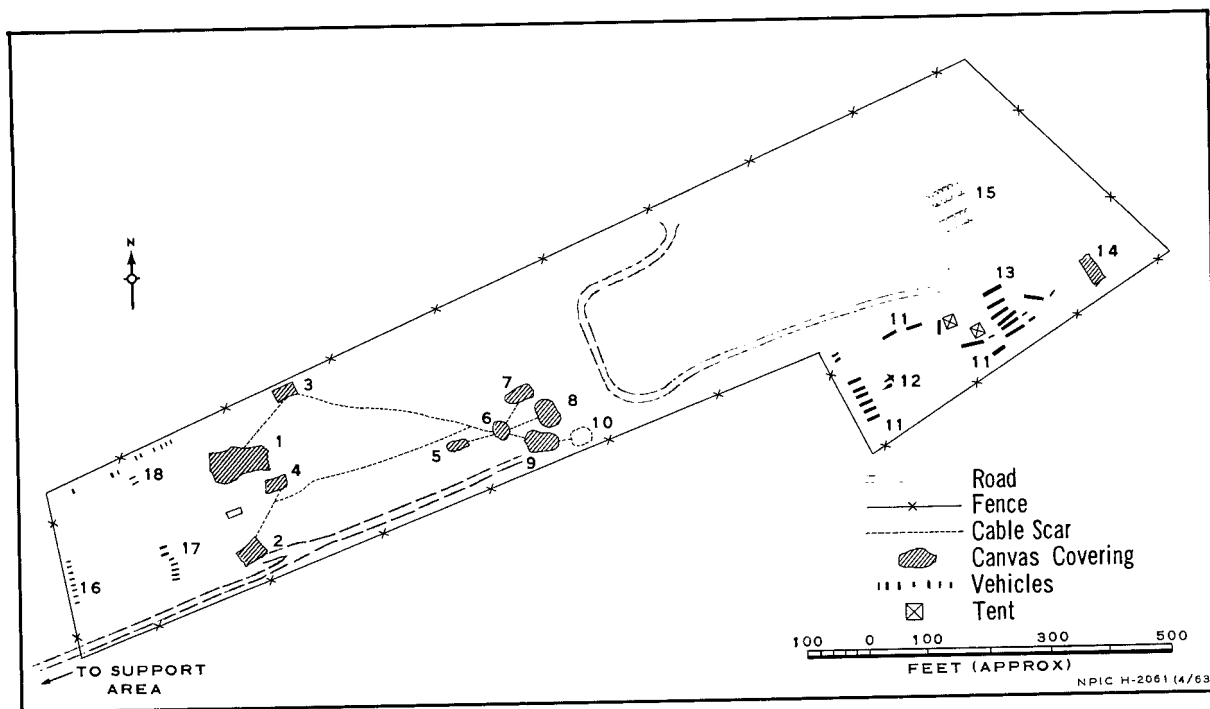 N
15
14
13
11
11
12
11
3
7
8
6
10
5
9
1
4
18
2
17
16
TO SUPPORT
AREA
Road
Fence
Cable Scar
Canvas Covering
Vehicles
Tent
100 0 100 300 500
FEET (APPROX)
NPIC H-2061 (4/63